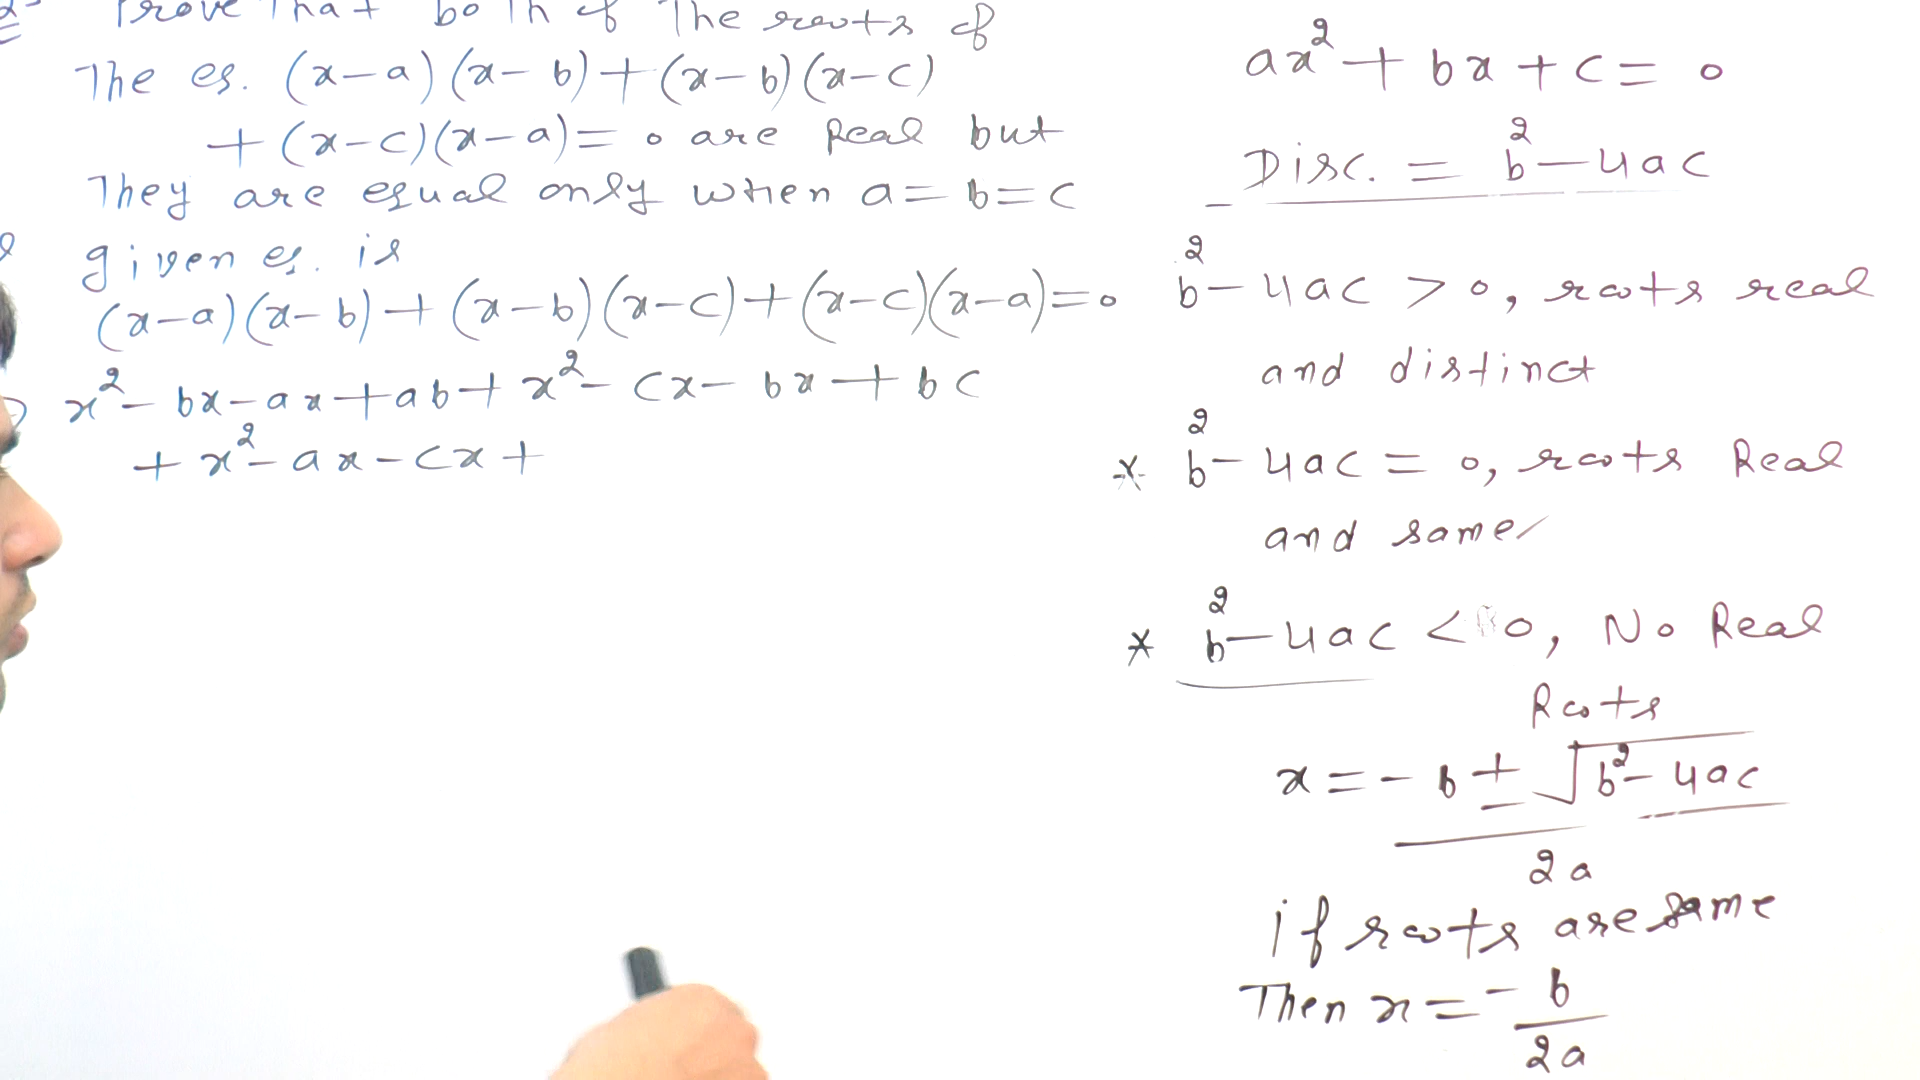 Prove That both of The roots of
The eq. (x-a)(x-b)+(x-b)(x-c)
+(x-c)(x-a)=0 are Real but
They are equal only when a=b=c
given eq. is
(x-a)(x-b)+(x-b)(x-c)+(x-c)(x-a)=0
x²-bx-ax+ab+x²-cx-bx+bc
+x²-ax-cx+
ax²+bx+c=0
Disc. = b²-4ac
b²-4ac>0, roots real
and distinct
* b²-4ac=0, roots Real
and same
* b²-4ac<0, No Real
Roots
x=-b±√b²-4ac
2a
if roots are same
Then x=-b
2a